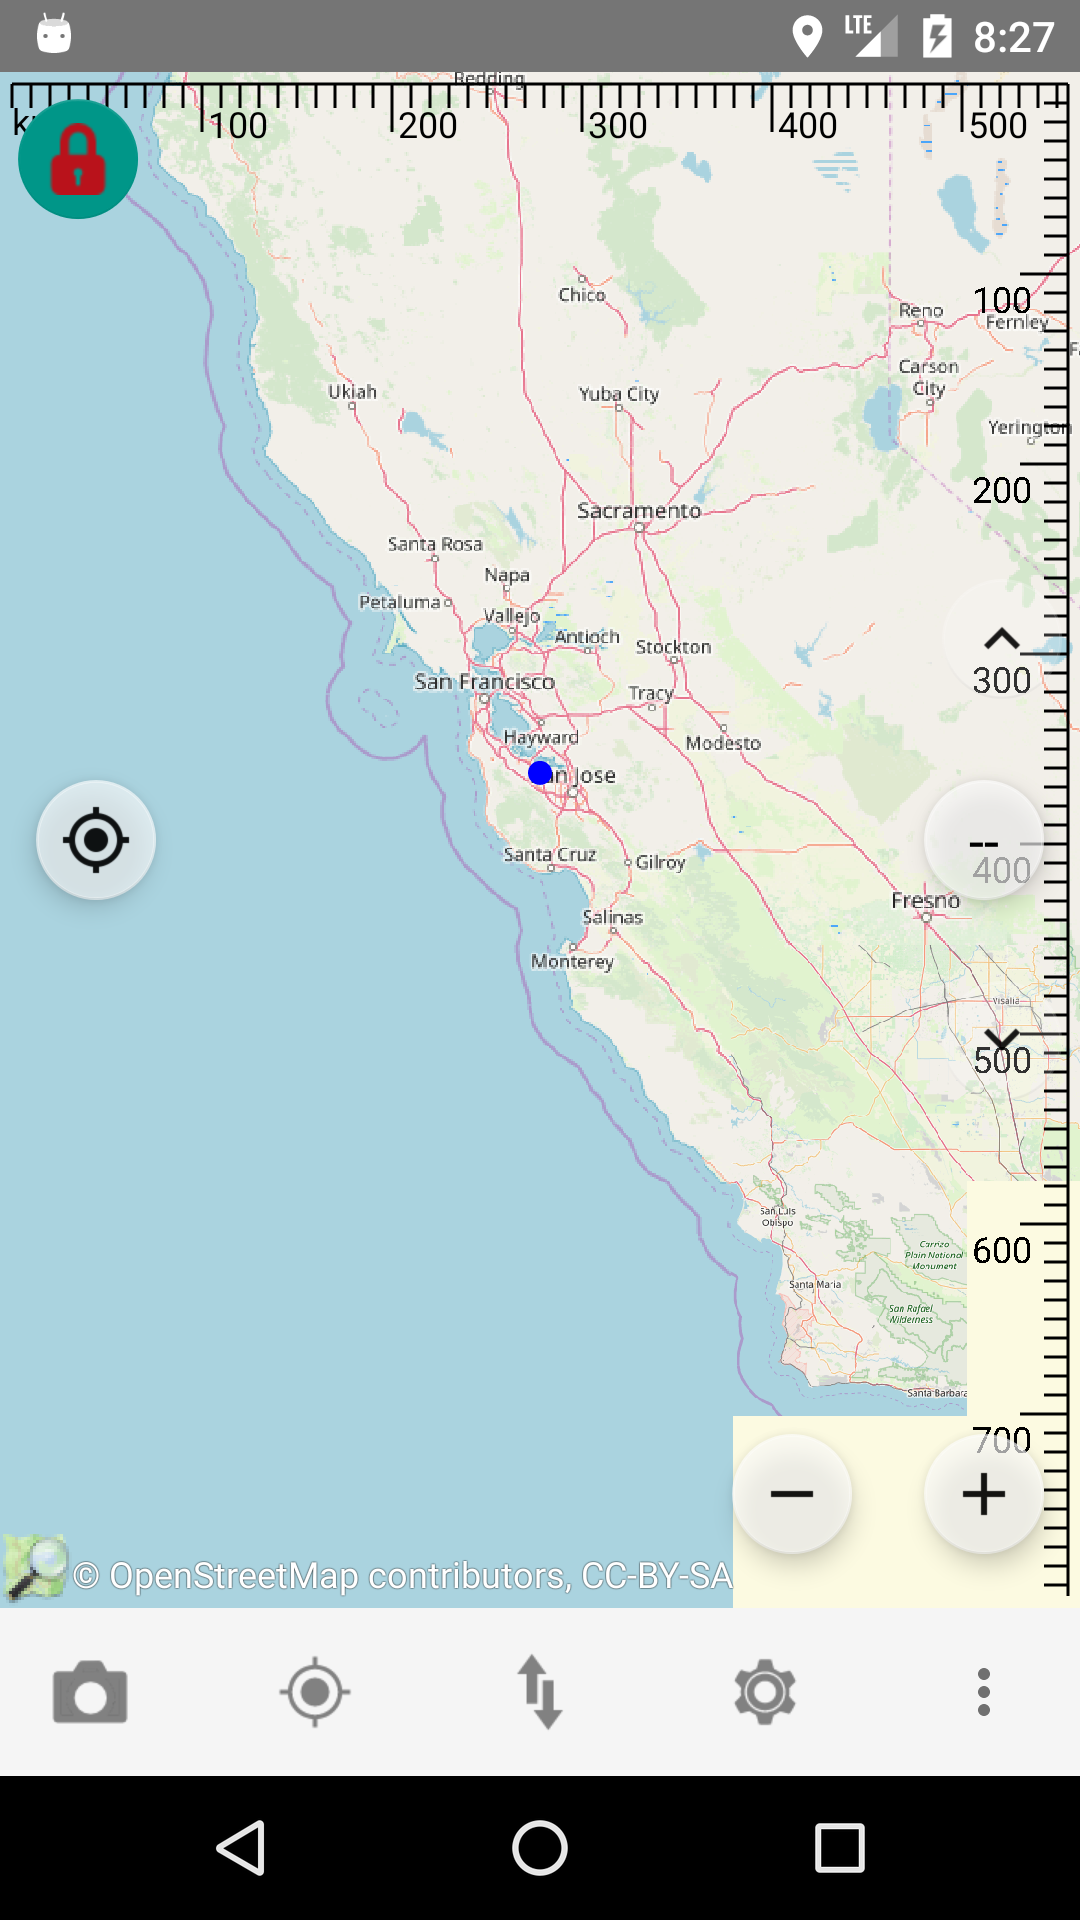 LTE 8:27
Redding
100 200 300 400 500
Chico
100
Reno
Fernley
Carson
City
Ukiah
Yuba City
Yerington
200
Sacramento
Santa Rosa
Napa
Petaluma
Vallejo
Antioch
Stockton
300
San Francisco
Tracy
Hayward
Modesto
Jose
--
Santa Cruz
Gilroy
400
Fresno
Salinas
Monterey
Visalia
500
San Luis
Obispo
600
Carrizo
Plain National
Monument
Santa Maria
San Rafael
Wilderness
Santa Barbara
700
© OpenStreetMap contributors, CC-BY-SA